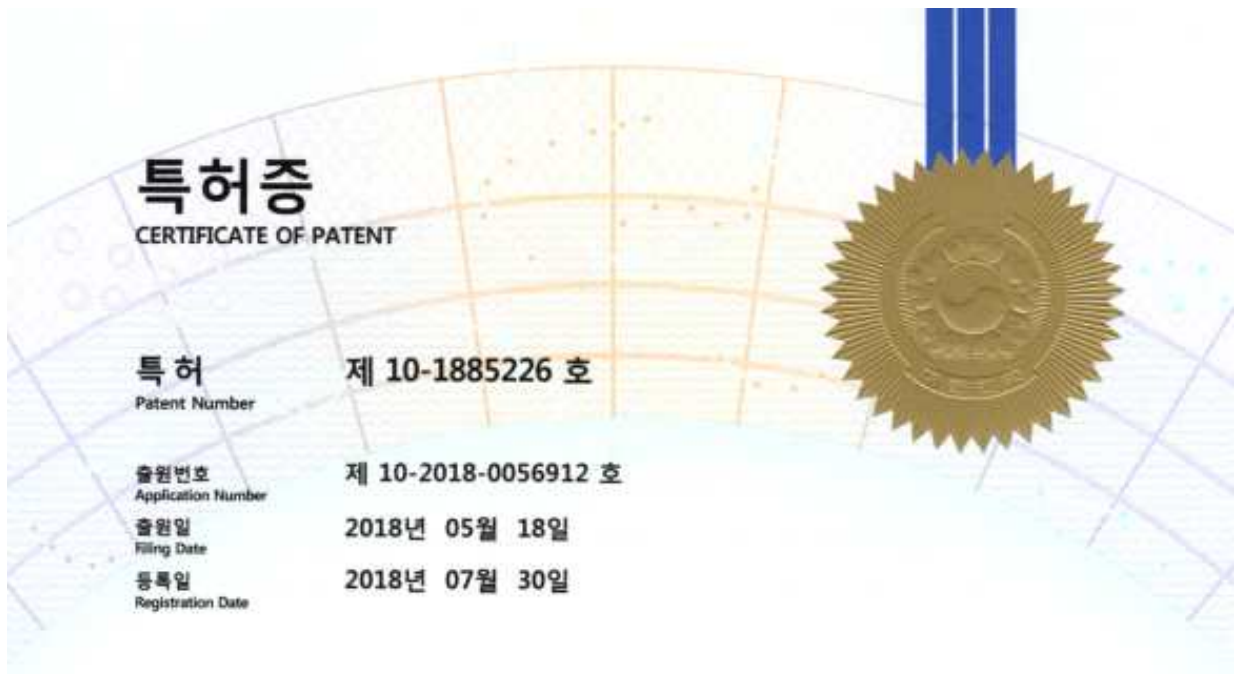 특허증
CERTIFICATE OF PATENT
특 허 제 10-1885226 호
Patent Number
출원번호 제 10-2018-0056912 호
Application Number
출원일 2018년 05월 18일
Filing Date
등록일 2018년 07월 30일
Registration Date